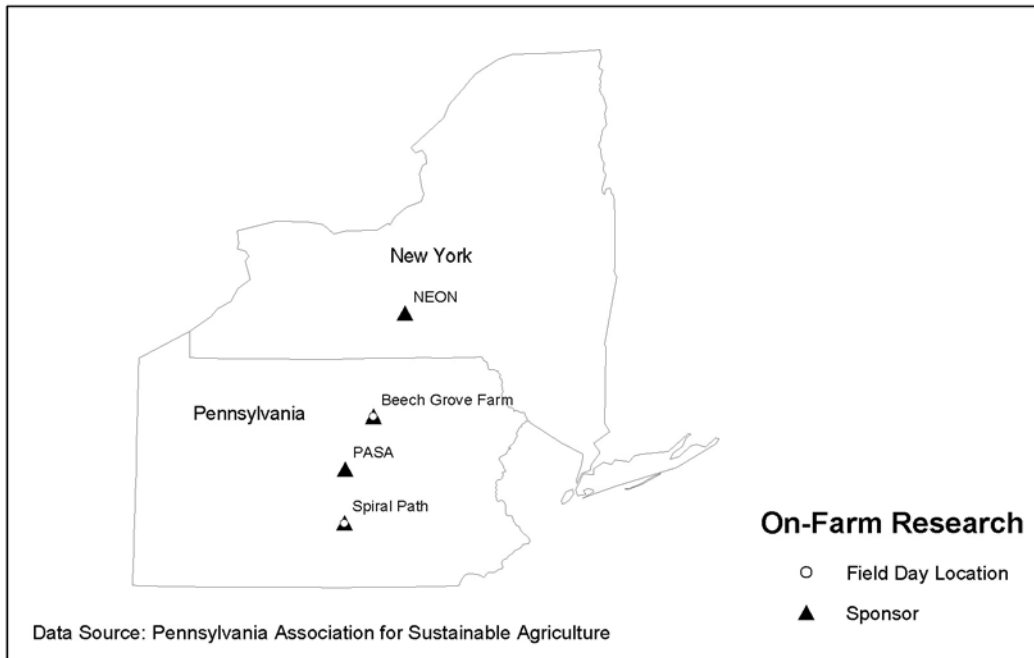 New York
NEON
Beech Grove Farm
Pennsylvania
PASA
Spiral Path
On-Farm Research
Field Day Location
Sponsor
Data Source: Pennsylvania Association for Sustainable Agriculture